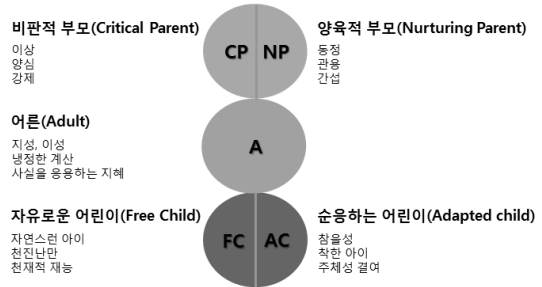 비판적 부모(Critical Parent)
이상
양심
강제
CP NP
양육적 부모(Nurturing Parent)
동정
관용
간섭
어른(Adult)
지성, 이성
냉정한 계산
사실을 응용하는 지혜
A
자유로운 어린이(Free Child)
자연스런 아이
천진난만
천재적 재능
FC AC
순응하는 어린이(Adapted child)
참을성
착한 아이
주체성 결여